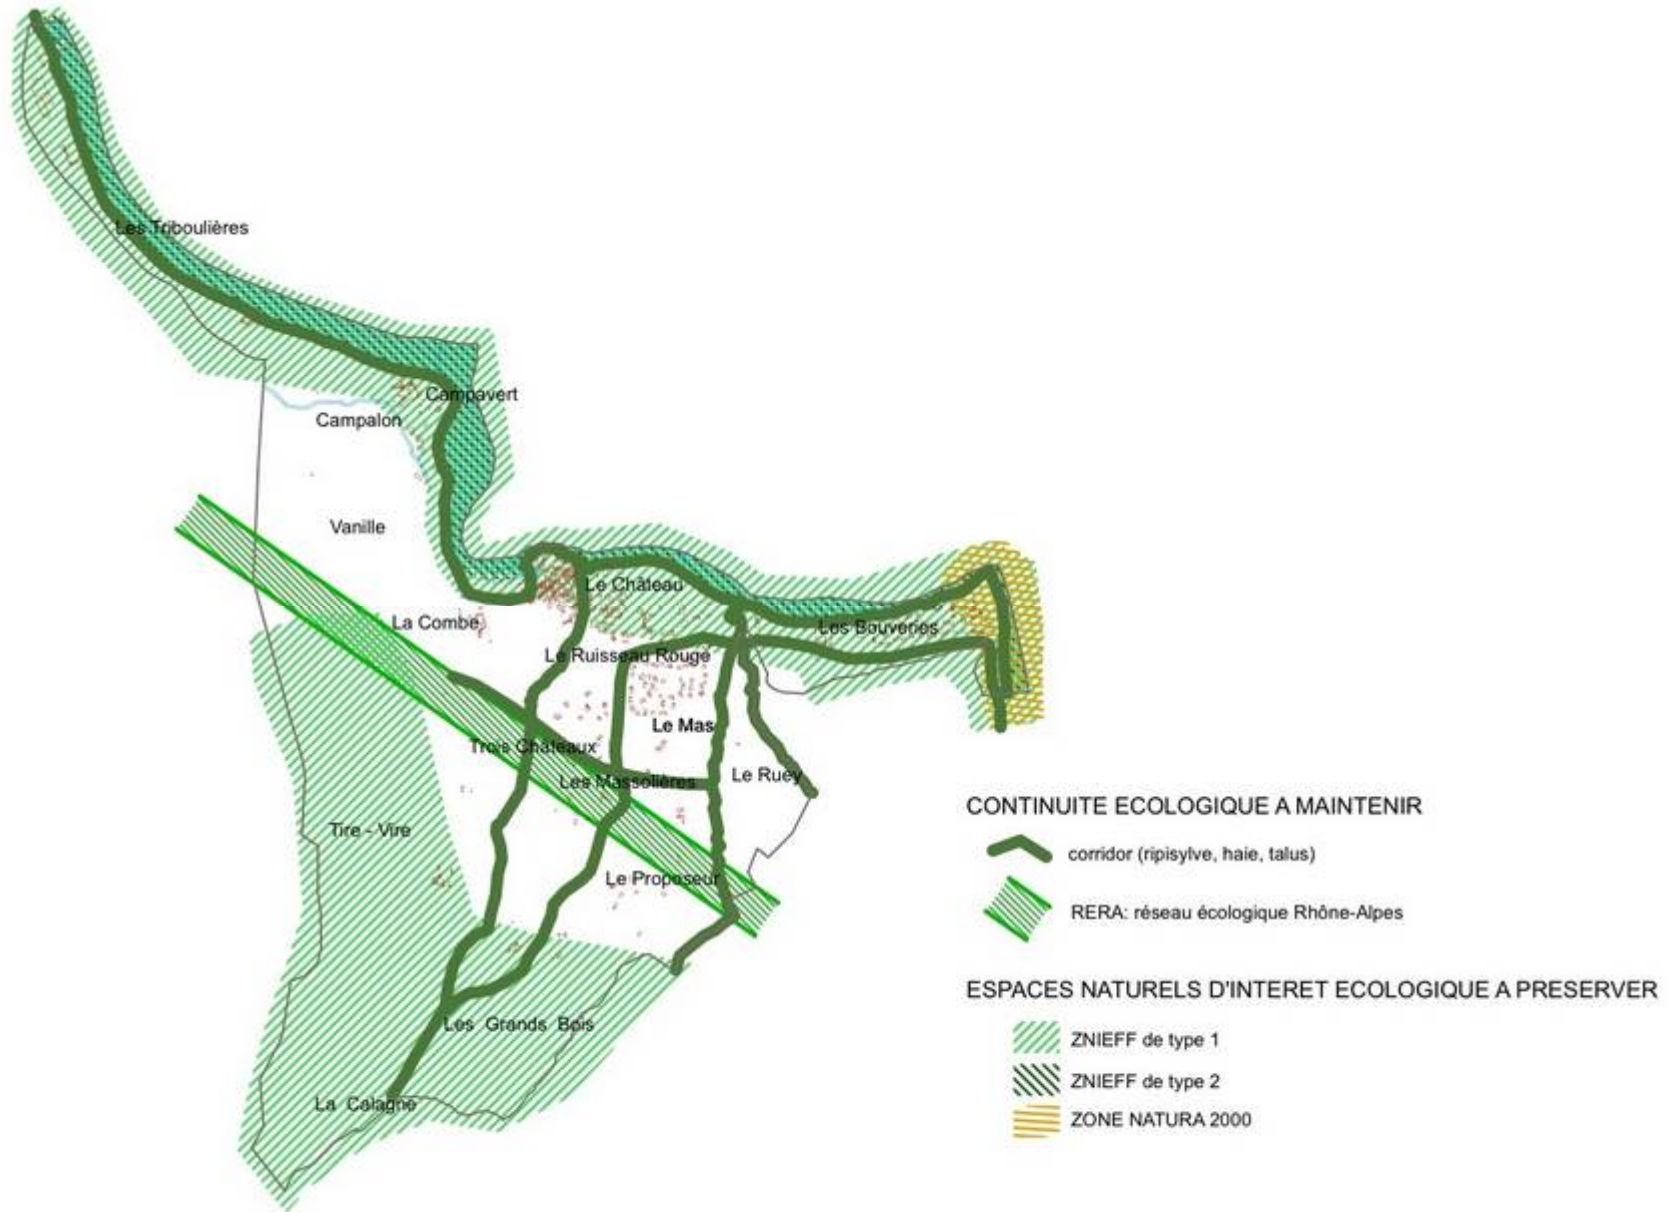 Les Triboulières
Campavert
Campalon
Vanille
Le Château
La Combe
Les Bouveries
Le Ruisseau Rouge
Le Mas
Trois Chateaux
Les Massolières
Le Ruey
Tire - Vire
Le Proposeur
Les Grands Bois
La Calagne
CONTINUITE ECOLOGIQUE A MAINTENIR
corridor (ripisylve, haie, talus)
RERA: réseau écologique Rhône-Alpes
ESPACES NATURELS D'INTERET ECOLOGIQUE A PRESERVER
ZNIEFF de type 1
ZNIEFF de type 2
ZONE NATURA 2000